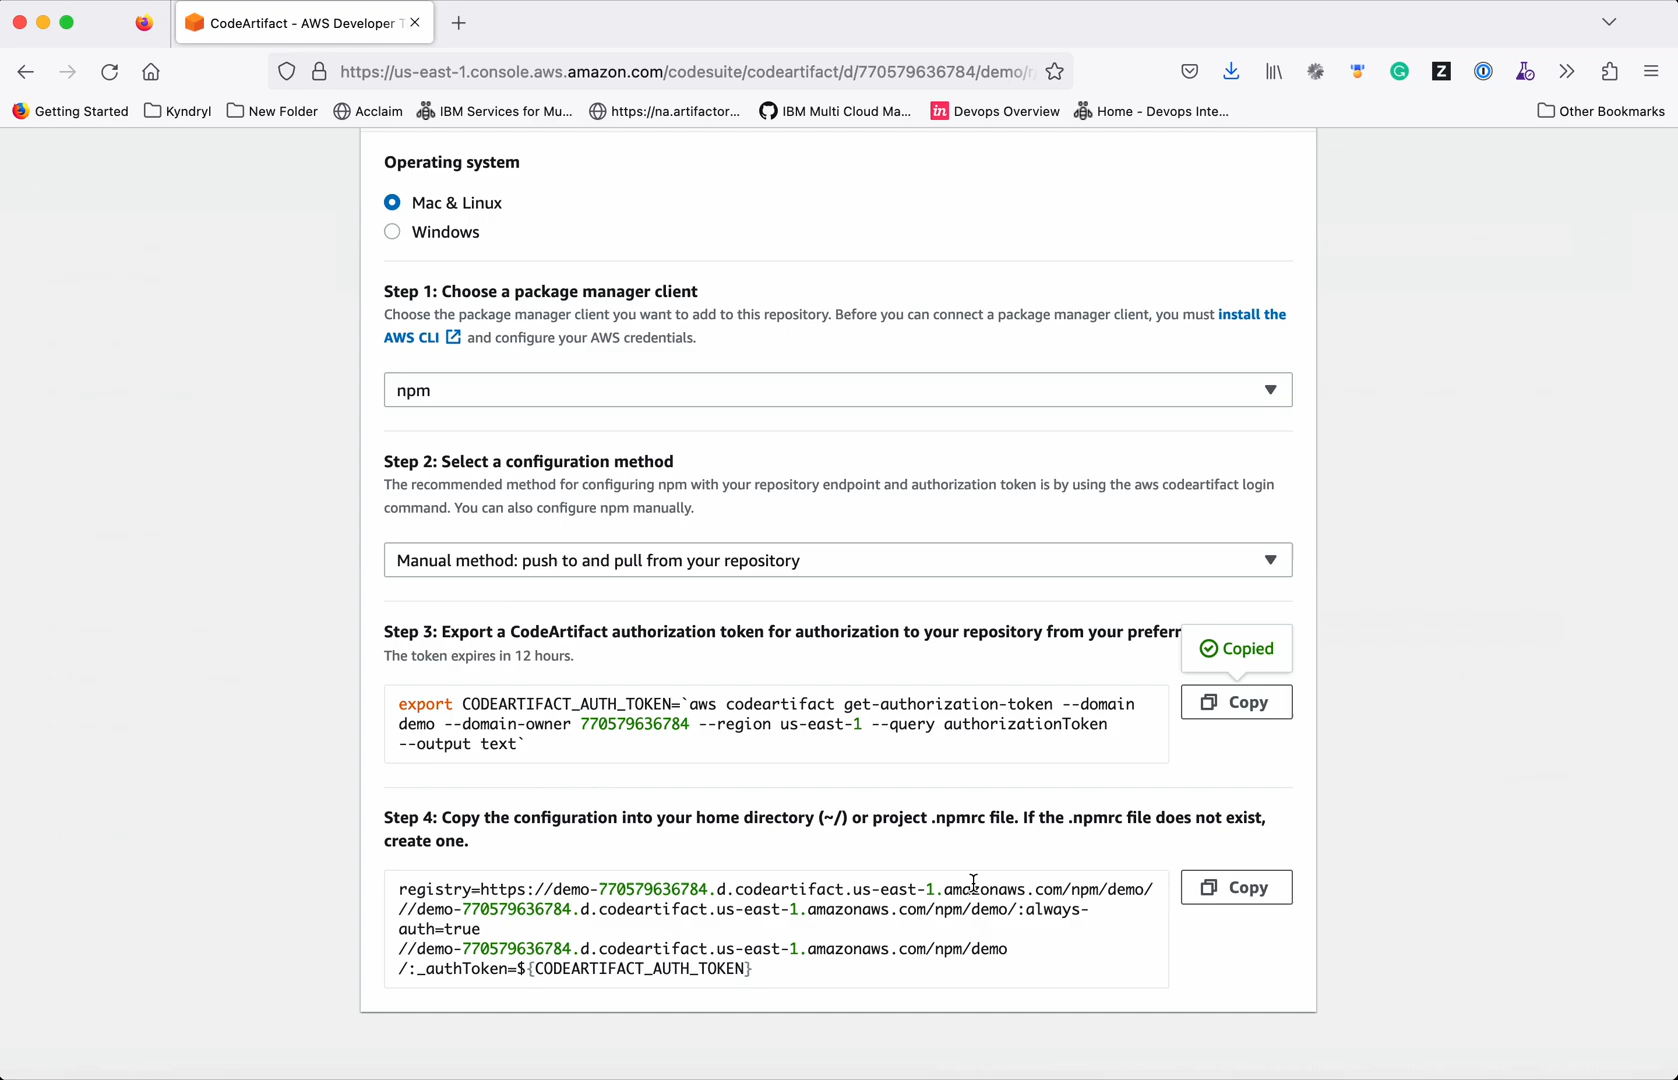 CodeArtifact - AWS Developer T
https://us-east-1.console.aws.amazon.com/codesuite/codeartifact/d/770579636784/demo/r
Getting Started Kyndryl New Folder Acclaim IBM Services for Mu... https://na.artifactor... IBM Multi Cloud Ma... in Devops Overview Home - Devops Inte... Other Bookmarks
Operating system
Mac & Linux
Windows
Step 1: Choose a package manager client
Choose the package manager client you want to add to this repository. Before you can connect a package manager client, you must install the
AWS CLI and configure your AWS credentials.
npm
Step 2: Select a configuration method
The recommended method for configuring npm with your repository endpoint and authorization token is by using the aws codeartifact login
command. You can also configure npm manually.
Manual method: push to and pull from your repository
Step 3: Export a CodeArtifact authorization token for authorization to your repository from your preferr
Copied
The token expires in 12 hours.
export CODEARTIFACT_AUTH_TOKEN=`aws codeartifact get-authorization-token --domain
demo --domain-owner 770579636784 --region us-east-1 --query authorizationToken
--output text`
Copy
Step 4: Copy the configuration into your home directory (~/) or project .npmrc file. If the .npmrc file does not exist,
create one.
registry=https://demo-770579636784.d.codeartifact.us-east-1.amazonaws.com/npm/demo/
//demo-770579636784.d.codeartifact.us-east-1.amazonaws.com/npm/demo/:always-
auth=true
//demo-770579636784.d.codeartifact.us-east-1.amazonaws.com/npm/demo
/:_authToken=${CODEARTIFACT_AUTH_TOKEN}
Copy